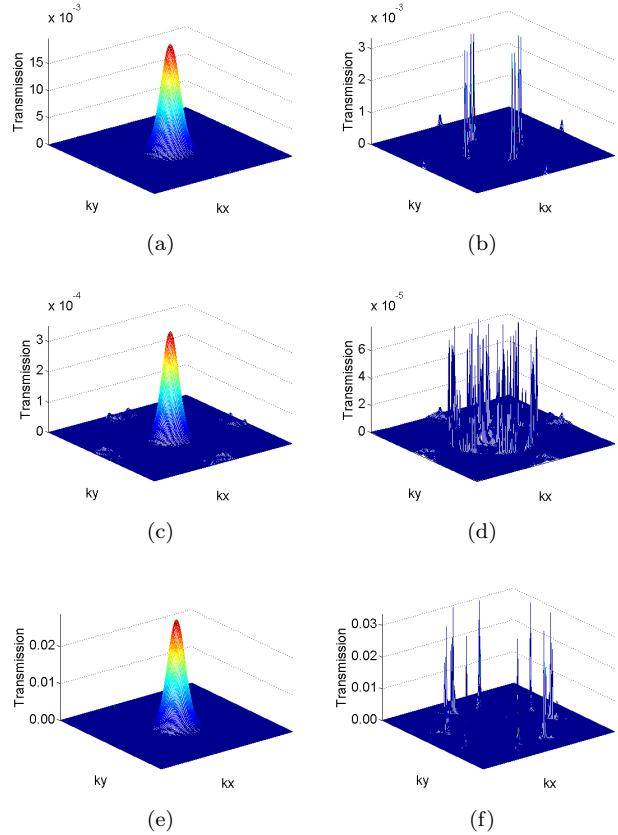 x 10-3
Transmission
15
10
5
0
ky
kx
(a)
x 10-3
Transmission
3
2
1
0
ky
kx
(b)
x 10-4
Transmission
3
2
1
0
ky
kx
(c)
x 10-5
Transmission
6
4
2
0
ky
kx
(d)
Transmission
0.02
0.01
0.00
ky
kx
(e)
Transmission
0.03
0.02
0.01
0.00
ky
kx
(f)